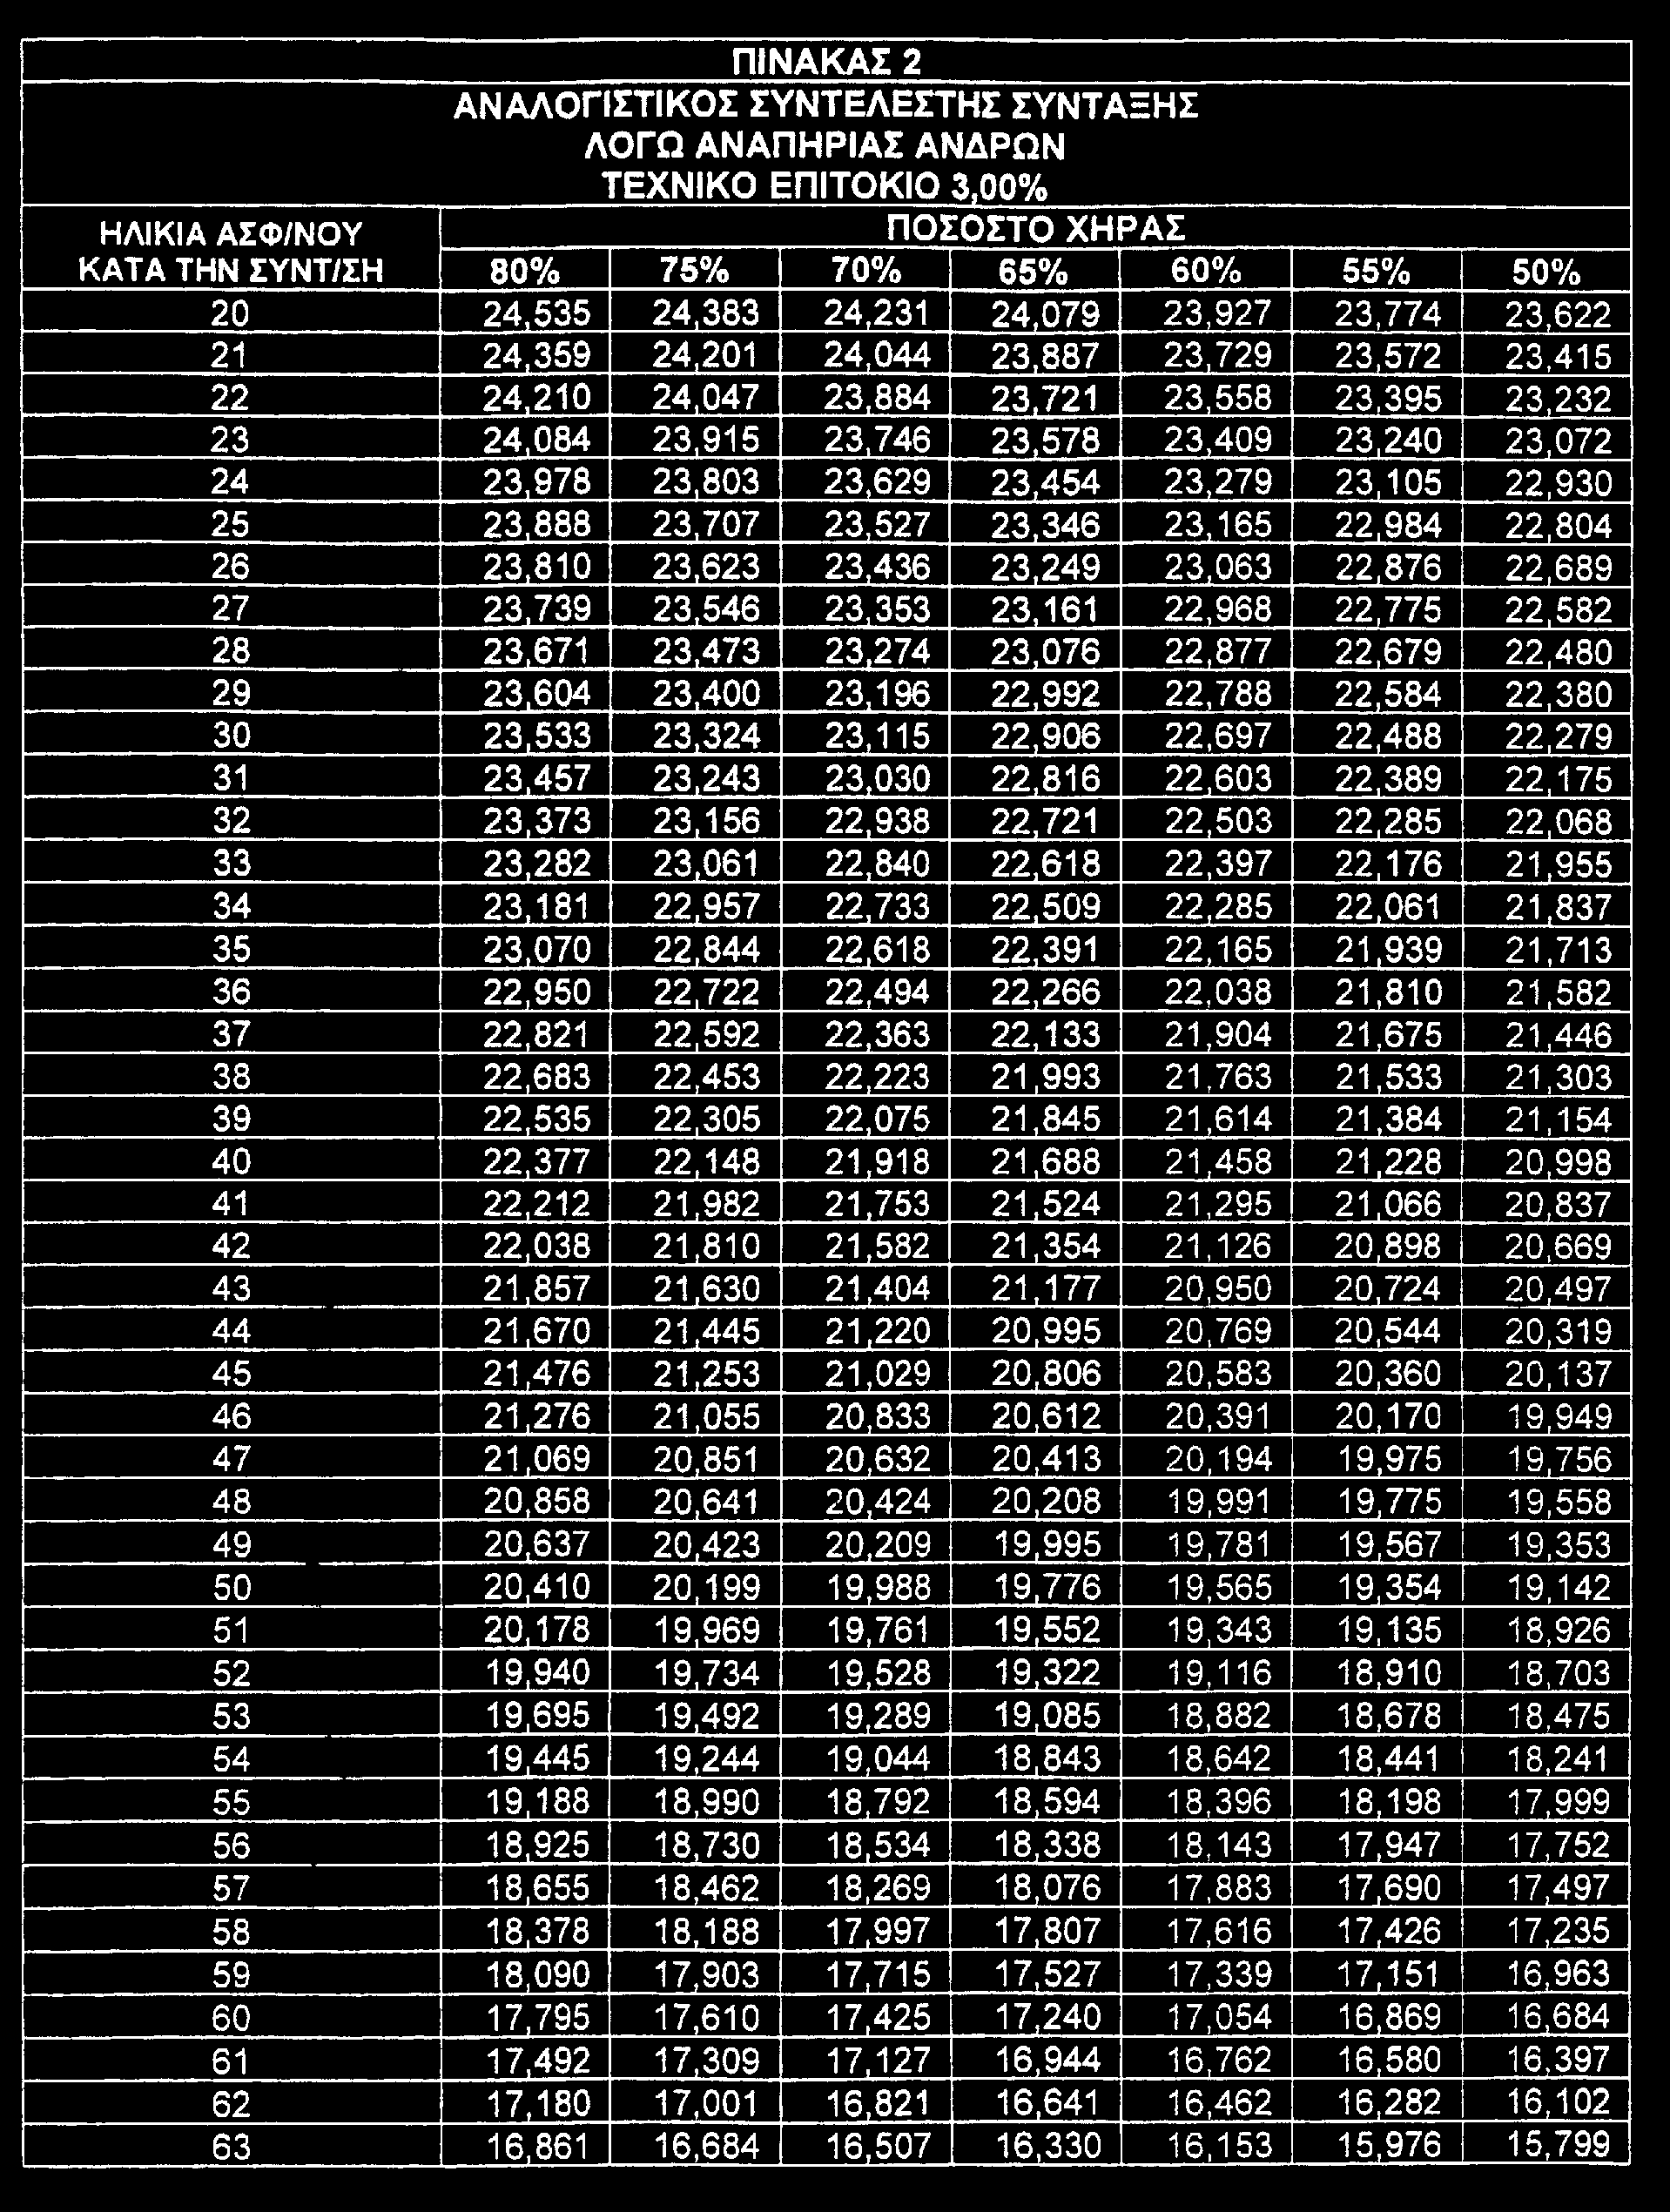 ΠΙΝΑΚΑΣ 2
ΑΝΑΛΟΓΙΣΤΙΚΟΣ ΣΥΝΤΕΛΕΣΤΗΣ ΣΥΝΤΑΞΗΣ
ΛΟΓΩ ΑΝΑΠΗΡΙΑΣ ΑΝΔΡΩΝ
ΤΕΧΝΙΚΟ ΕΠΙΤΟΚΙΟ 3,00%
ΗΛΙΚΙΑ ΑΣΦ/ΝΟΥ ΠΟΣΟΣΤΟ ΧΗΡΑΣ
ΚΑΤΑ ΤΗΝ ΣΥΝΤ/ΣΗ 80% 75% 70% 65% 60% 55% 50%
20 24,535 24,383 24,231 24,079 23,927 23,774 23,622
21 24,359 24,201 24,044 23,887 23,729 23,572 23,415
22 24,210 24,047 23,884 23,721 23,558 23,395 23,232
23 24,084 23,915 23,746 23,578 23,409 23,240 23,072
24 23,978 23,803 23,629 23,454 23,279 23,105 22,930
25 23,888 23,707 23,527 23,346 23,165 22,984 22,804
26 23,810 23,623 23,436 23,249 23,063 22,876 22,689
27 23,739 23,546 23,353 23,161 22,968 22,775 22,582
28 23,671 23,473 23,274 23,076 22,877 22,679 22,480
29 23,604 23,400 23,196 22,992 22,788 22,584 22,380
30 23,533 23,324 23,115 22,906 22,697 22,488 22,279
31 23,457 23,243 23,030 22,816 22,603 22,389 22,175
32 23,373 23,156 22,938 22,721 22,503 22,285 22,068
33 23,282 23,061 22,840 22,618 22,397 22,176 21,955
34 23,181 22,957 22,733 22,509 22,285 22,061 21,837
35 23,070 22,844 22,618 22,391 22,165 21,939 21,713
36 22,950 22,722 22,494 22,266 22,038 21,810 21,582
37 22,821 22,592 22,363 22,133 21,904 21,675 21,446
38 22,683 22,453 22,223 21,993 21,763 21,533 21,303
39 22,535 22,305 22,075 21,845 21,614 21,384 21,154
40 22,377 22,148 21,918 21,688 21,458 21,228 20,998
41 22,212 21,982 21,753 21,524 21,295 21,066 20,837
42 22,038 21,810 21,582 21,354 21,126 20,898 20,669
43 21,857 21,630 21,404 21,177 20,950 20,724 20,497
44 21,670 21,445 21,220 20,995 20,769 20,544 20,319
45 21,476 21,253 21,029 20,806 20,583 20,360 20,137
46 21,276 21,055 20,833 20,612 20,391 20,170 19,949
47 21,069 20,851 20,632 20,413 20,194 19,975 19,756
48 20,858 20,641 20,424 20,208 19,991 19,775 19,558
49 20,637 20,423 20,209 19,995 19,781 19,567 19,353
50 20,410 20,199 19,988 19,776 19,565 19,354 19,142
51 20,178 19,969 19,761 19,552 19,343 19,135 18,926
52 19,940 19,734 19,528 19,322 19,116 18,910 18,703
53 19,695 19,492 19,289 19,085 18,882 18,678 18,475
54 19,445 19,244 19,044 18,843 18,642 18,441 18,241
55 19,188 18,990 18,792 18,594 18,396 18,198 17,999
56 18,925 18,730 18,534 18,338 18,143 17,947 17,752
57 18,655 18,462 18,269 18,076 17,883 17,690 17,497
58 18,378 18,188 17,997 17,807 17,616 17,426 17,235
59 18,090 17,903 17,715 17,527 17,339 17,151 16,963
60 17,795 17,610 17,425 17,240 17,054 16,869 16,684
61 17,492 17,309 17,127 16,944 16,762 16,580 16,397
62 17,180 17,001 16,821 16,641 16,462 16,282 16,102
63 16,861 16,684 16,507 16,330 16,153 15,976 15,799